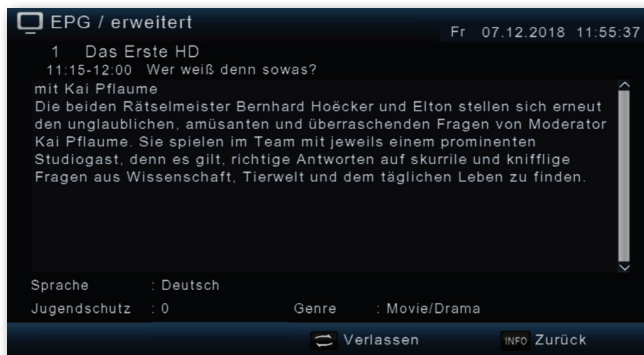 EPG / erweitert
Fr 07.12.2018 11:55:37
1 Das Erste HD
11:15-12:00 Wer weiß denn sowas?
mit Kai Pflaume
Die beiden Rätselmeister Bernhard Hoëcker und Elton stellen sich erneut
den unglaublichen, amüsanten und überraschenden Fragen von Moderator
Kai Pflaume. Sie spielen im Team mit jeweils einem prominenten
Studiogast, denn es gilt, richtige Antworten auf skurrile und knifflige
Fragen aus Wissenschaft, Tierwelt und dem täglichen Leben zu finden.
Sprache : Deutsch
Jugendschutz : 0 Genre : Movie/Drama
Verlassen INFO Zurück